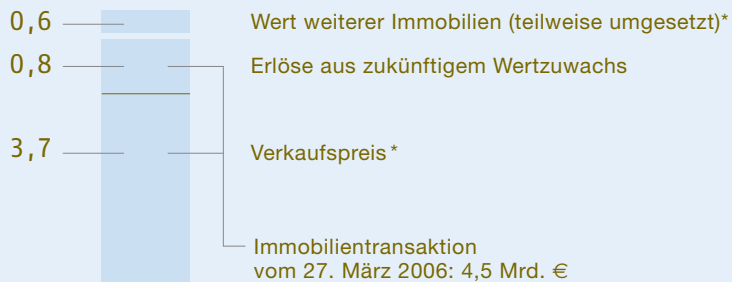 0,6 Wert weiterer Immobilien (teilweise umgesetzt)*
0,8 Erlöse aus zukünftigem Wertzuwachs
3,7 Verkaufspreis*
Immobilientransaktion
vom 27. März 2006: 4,5 Mrd. €